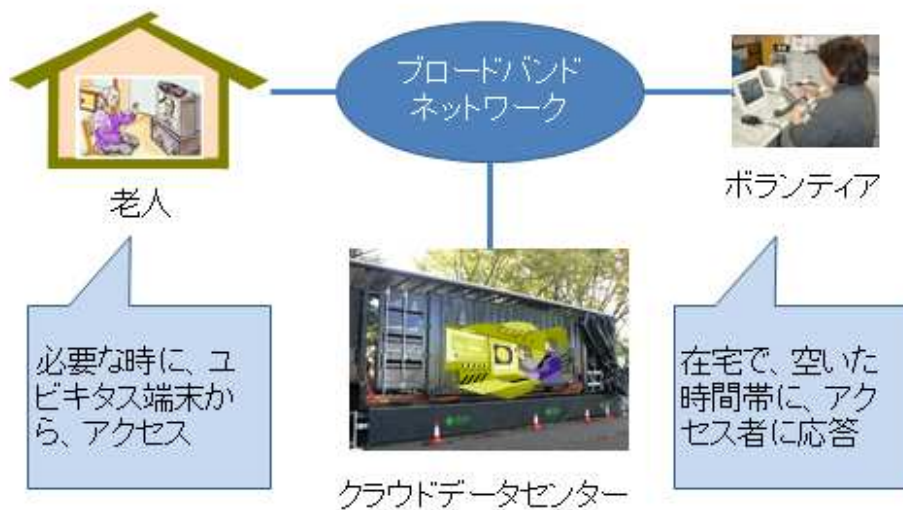 ブロードバンド
ネットワーク
老人
ボランティア
必要な時に、ユ
ビキタス端末か
ら、アクセス
在宅で、空いた
時間帯に、アク
セス者に応答
クラウドデータセンター